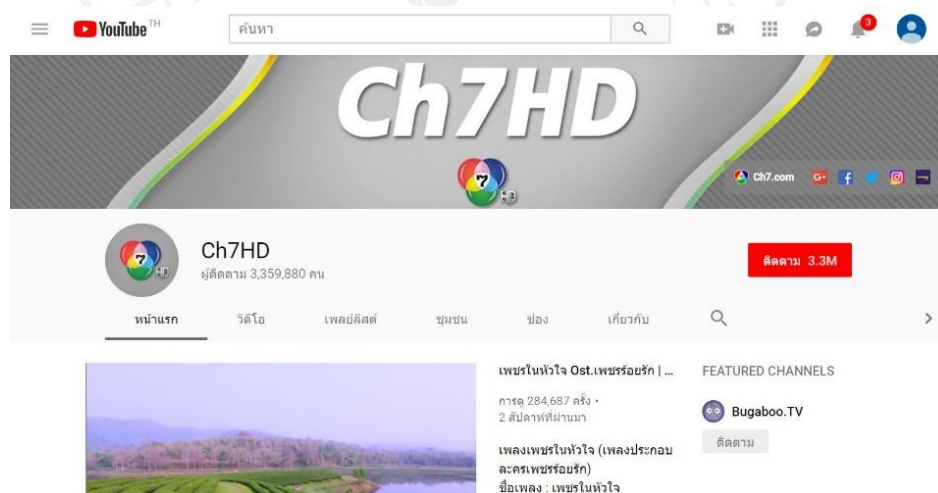 YouTube TH
ค้นหา
3
Ch7HD
7
HD
Ch7.com
G+
7
HD
Ch7HD
ผู้ติดตาม 3,359,880 คน
ติดตาม 3.3M
หน้าแรก วิดีโอ เพลย์ลิสต์ ชุมชน ช่อง เกี่ยวกับ
เพชรในหัวใจ Ost.เพชรร้อยรัก | ...
การดู 284,687 ครั้ง •
2 สัปดาห์ที่ผ่านมา
เพลงเพชรในหัวใจ (เพลงประกอบ
ละครเพชรร้อยรัก)
ชื่อเพลง : เพชรในหัวใจ
FEATURED CHANNELS
Bugaboo.TV
ติดตาม